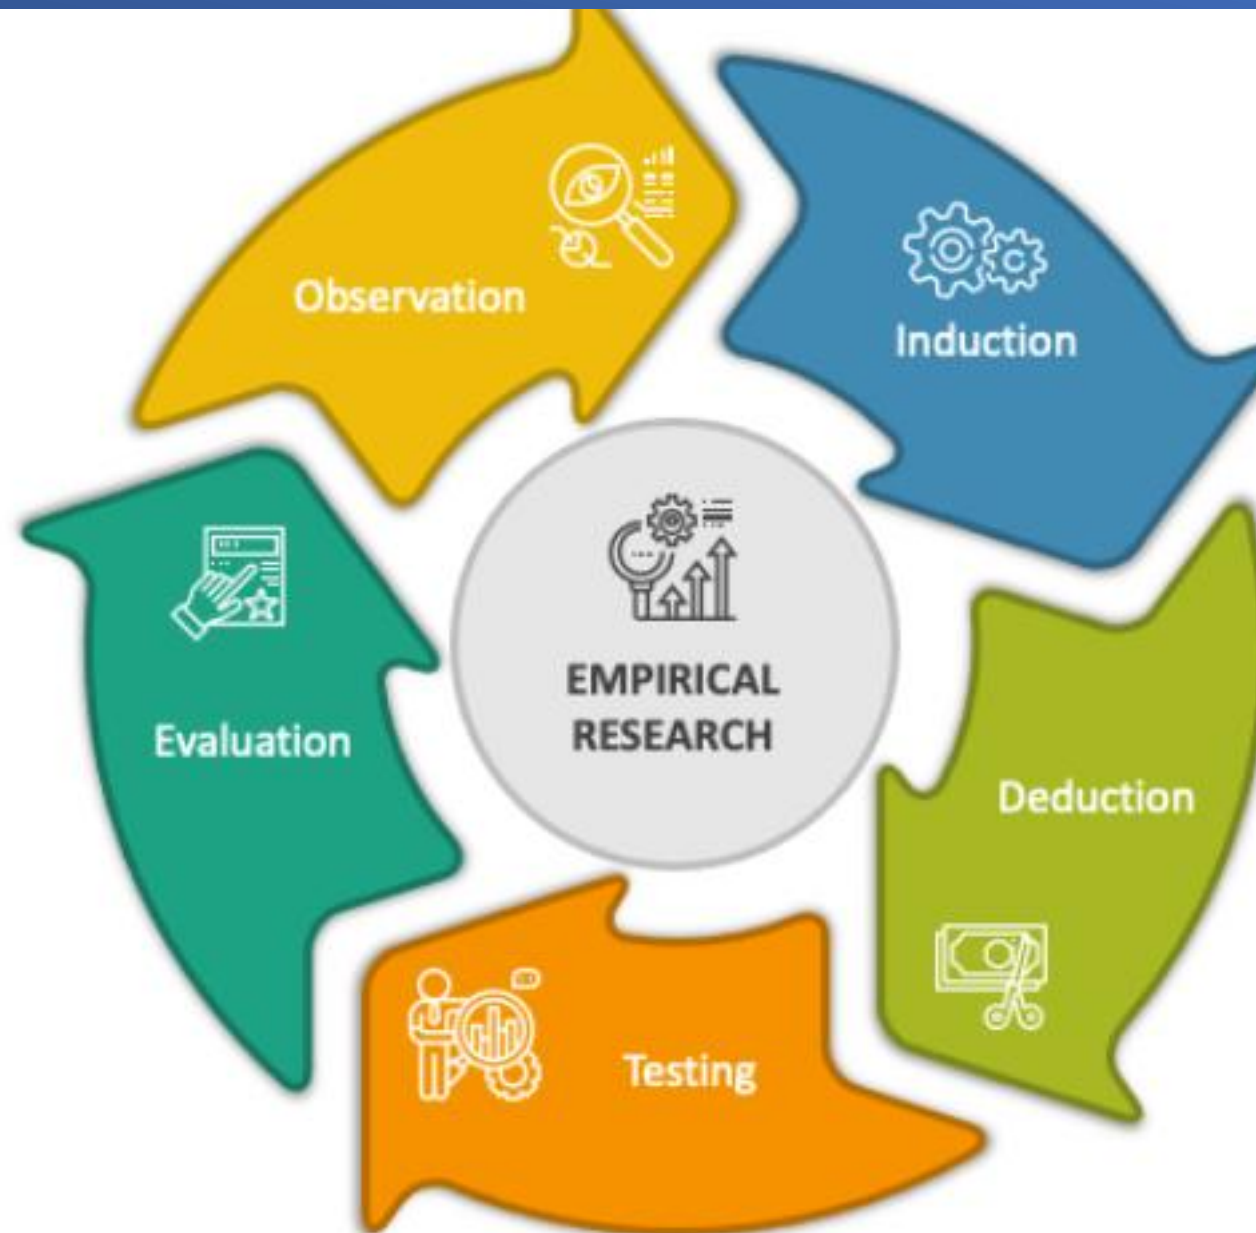 Observation
Induction
EMPIRICAL
RESEARCH
Evaluation
Deduction
Testing